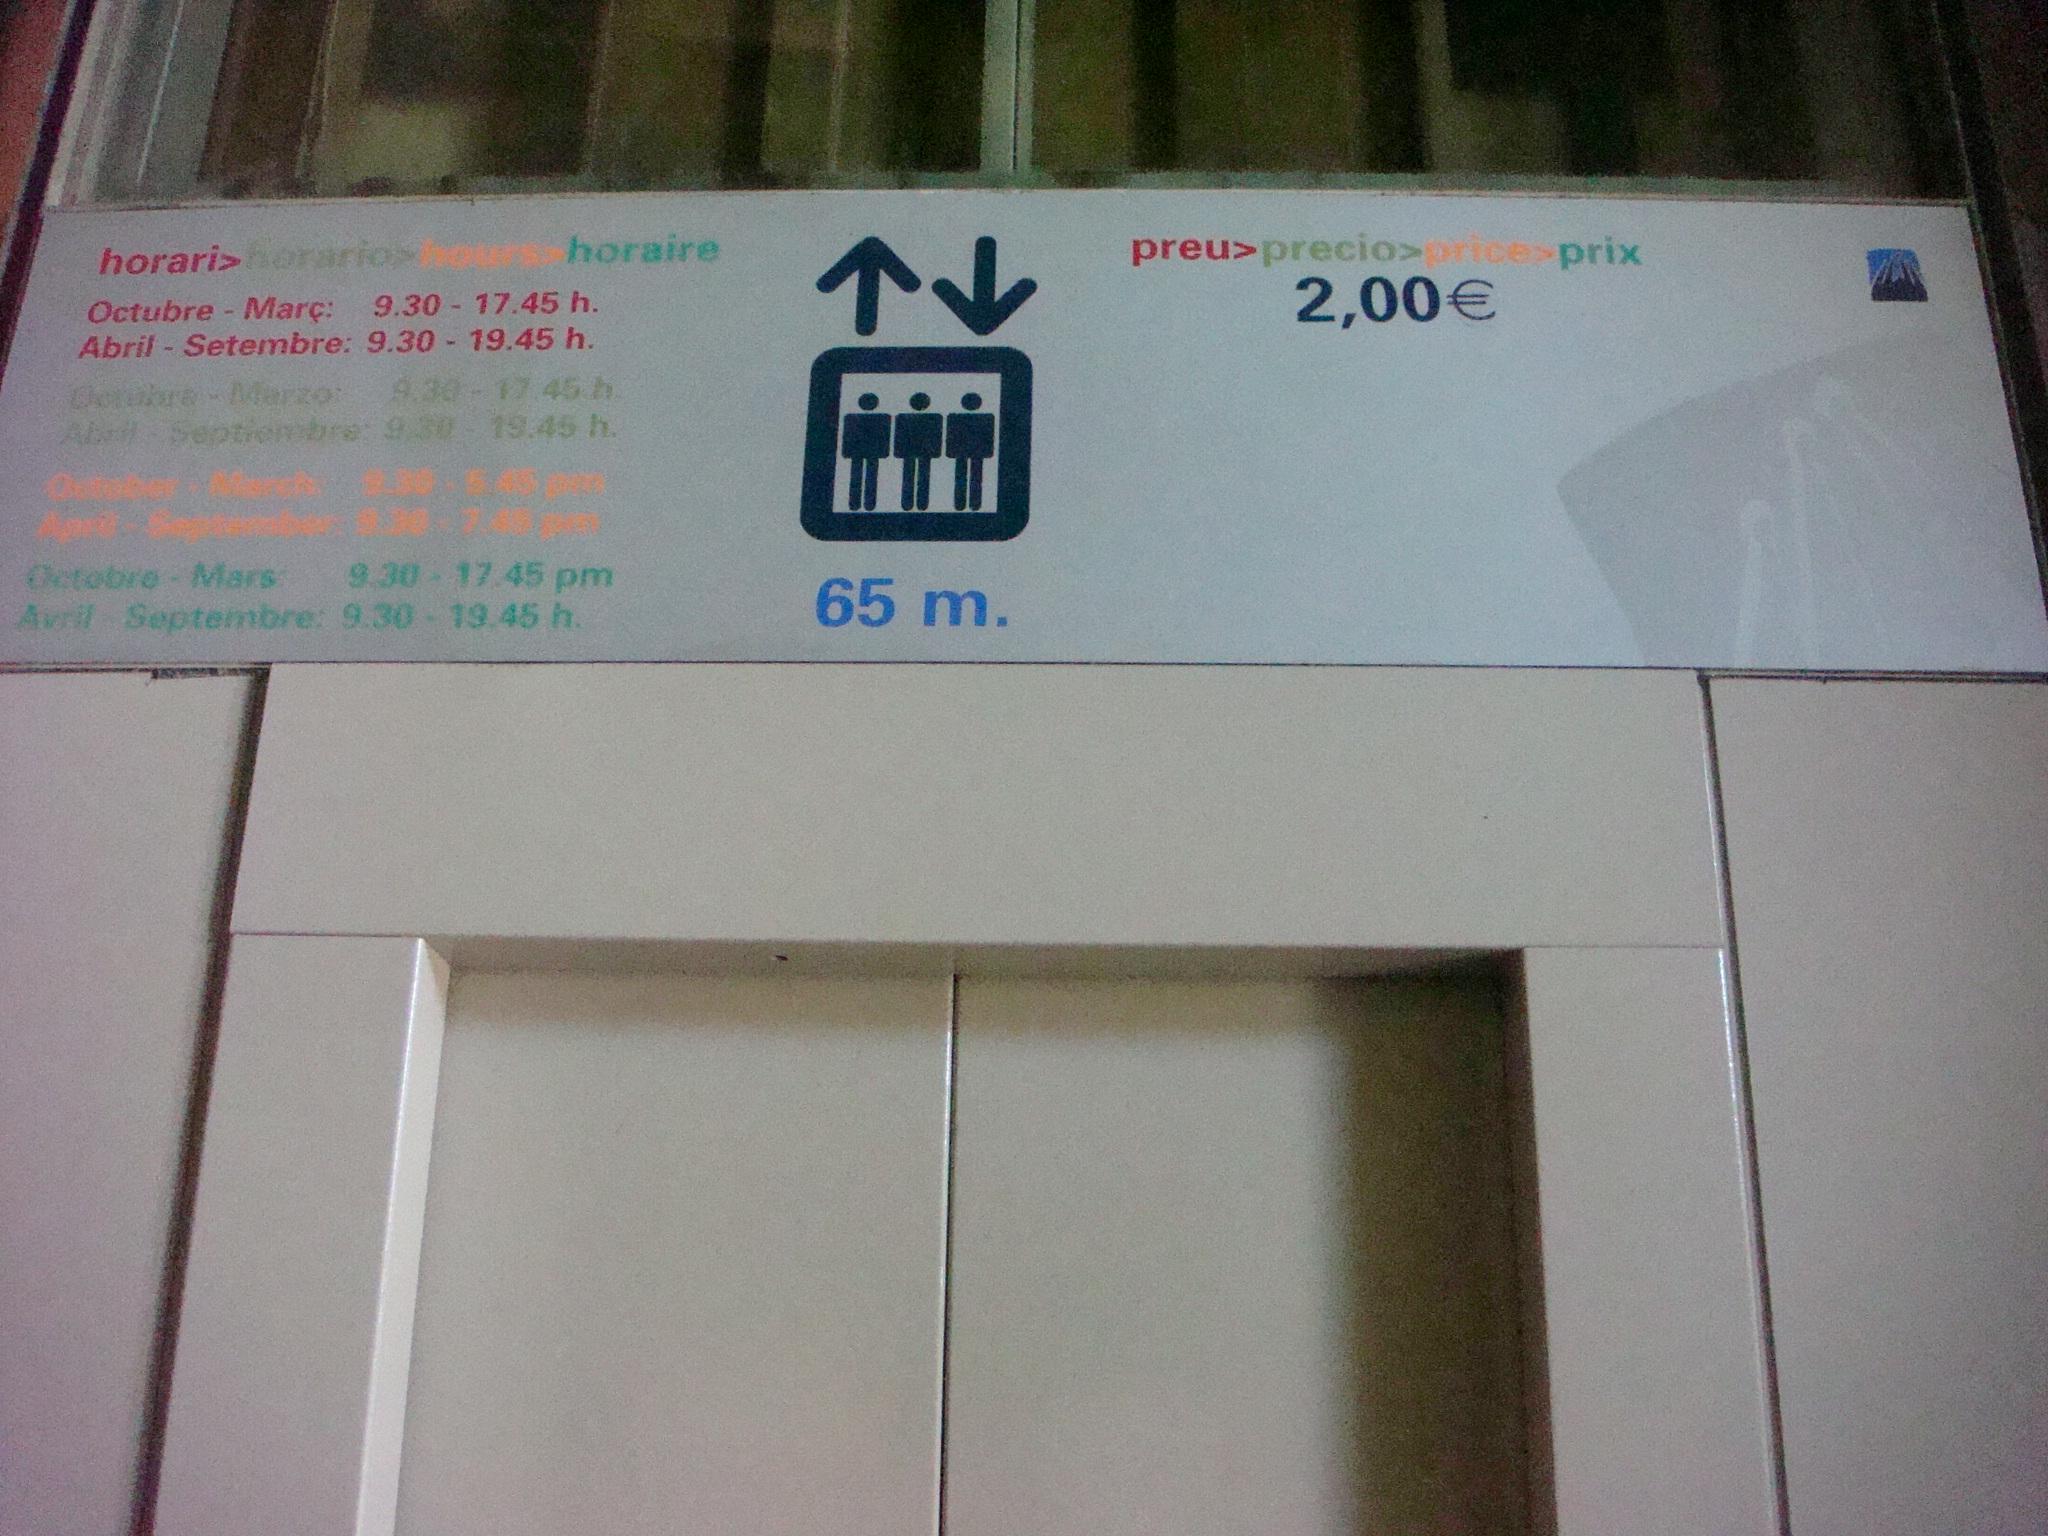 horari>horario>hours>horaire
Octubre - Març: 9.30 - 17.45 h.
Abril - Setembre: 9.30 - 19.45 h.
Octubre - Marzo: 9.30 - 17.45 h.
Abril - Septiembre: 9.30 - 19.45 h.
October - March: 9.30 - 5.45 pm
April - September: 9.30 - 7.45 pm
Octobre - Mars: 9.30 - 17.45 pm
Avril - Septembre: 9.30 - 19.45 h.
65 m.
preu>precio>price>prix
2,00€